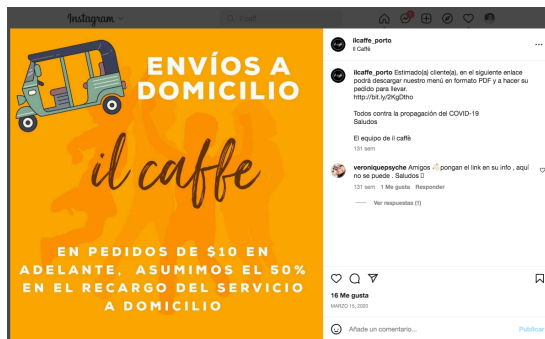 Instagram
ilcaffe_porto
Il Caffé
ENVÍOS A
DOMICILIO
il caffe
EN PEDIDOS DE $10 EN
ADELANTE, ASUMIMOS EL 50%
EN EL RECARGO DEL SERVICIO
A DOMICILIO
ilcaffe_porto Estimado(a) cliente(a), en el siguiente enlace
podrá descargar nuestro menú en formato PDF y a hacer su
pedido para llevar.
http://bit.ly/2KgDtho
Todos contra la propagación del COVID-19
Saludos
El equipo de il caffè
131 sem
veroniquepsyche Amigos pongan el link en su info , aquí
no se puede . Saludos
131 sem 1 Me gusta Responder
Ver respuestas (1)
16 Me gusta
MARZO 15, 2020
Añade un comentario...
Publicar